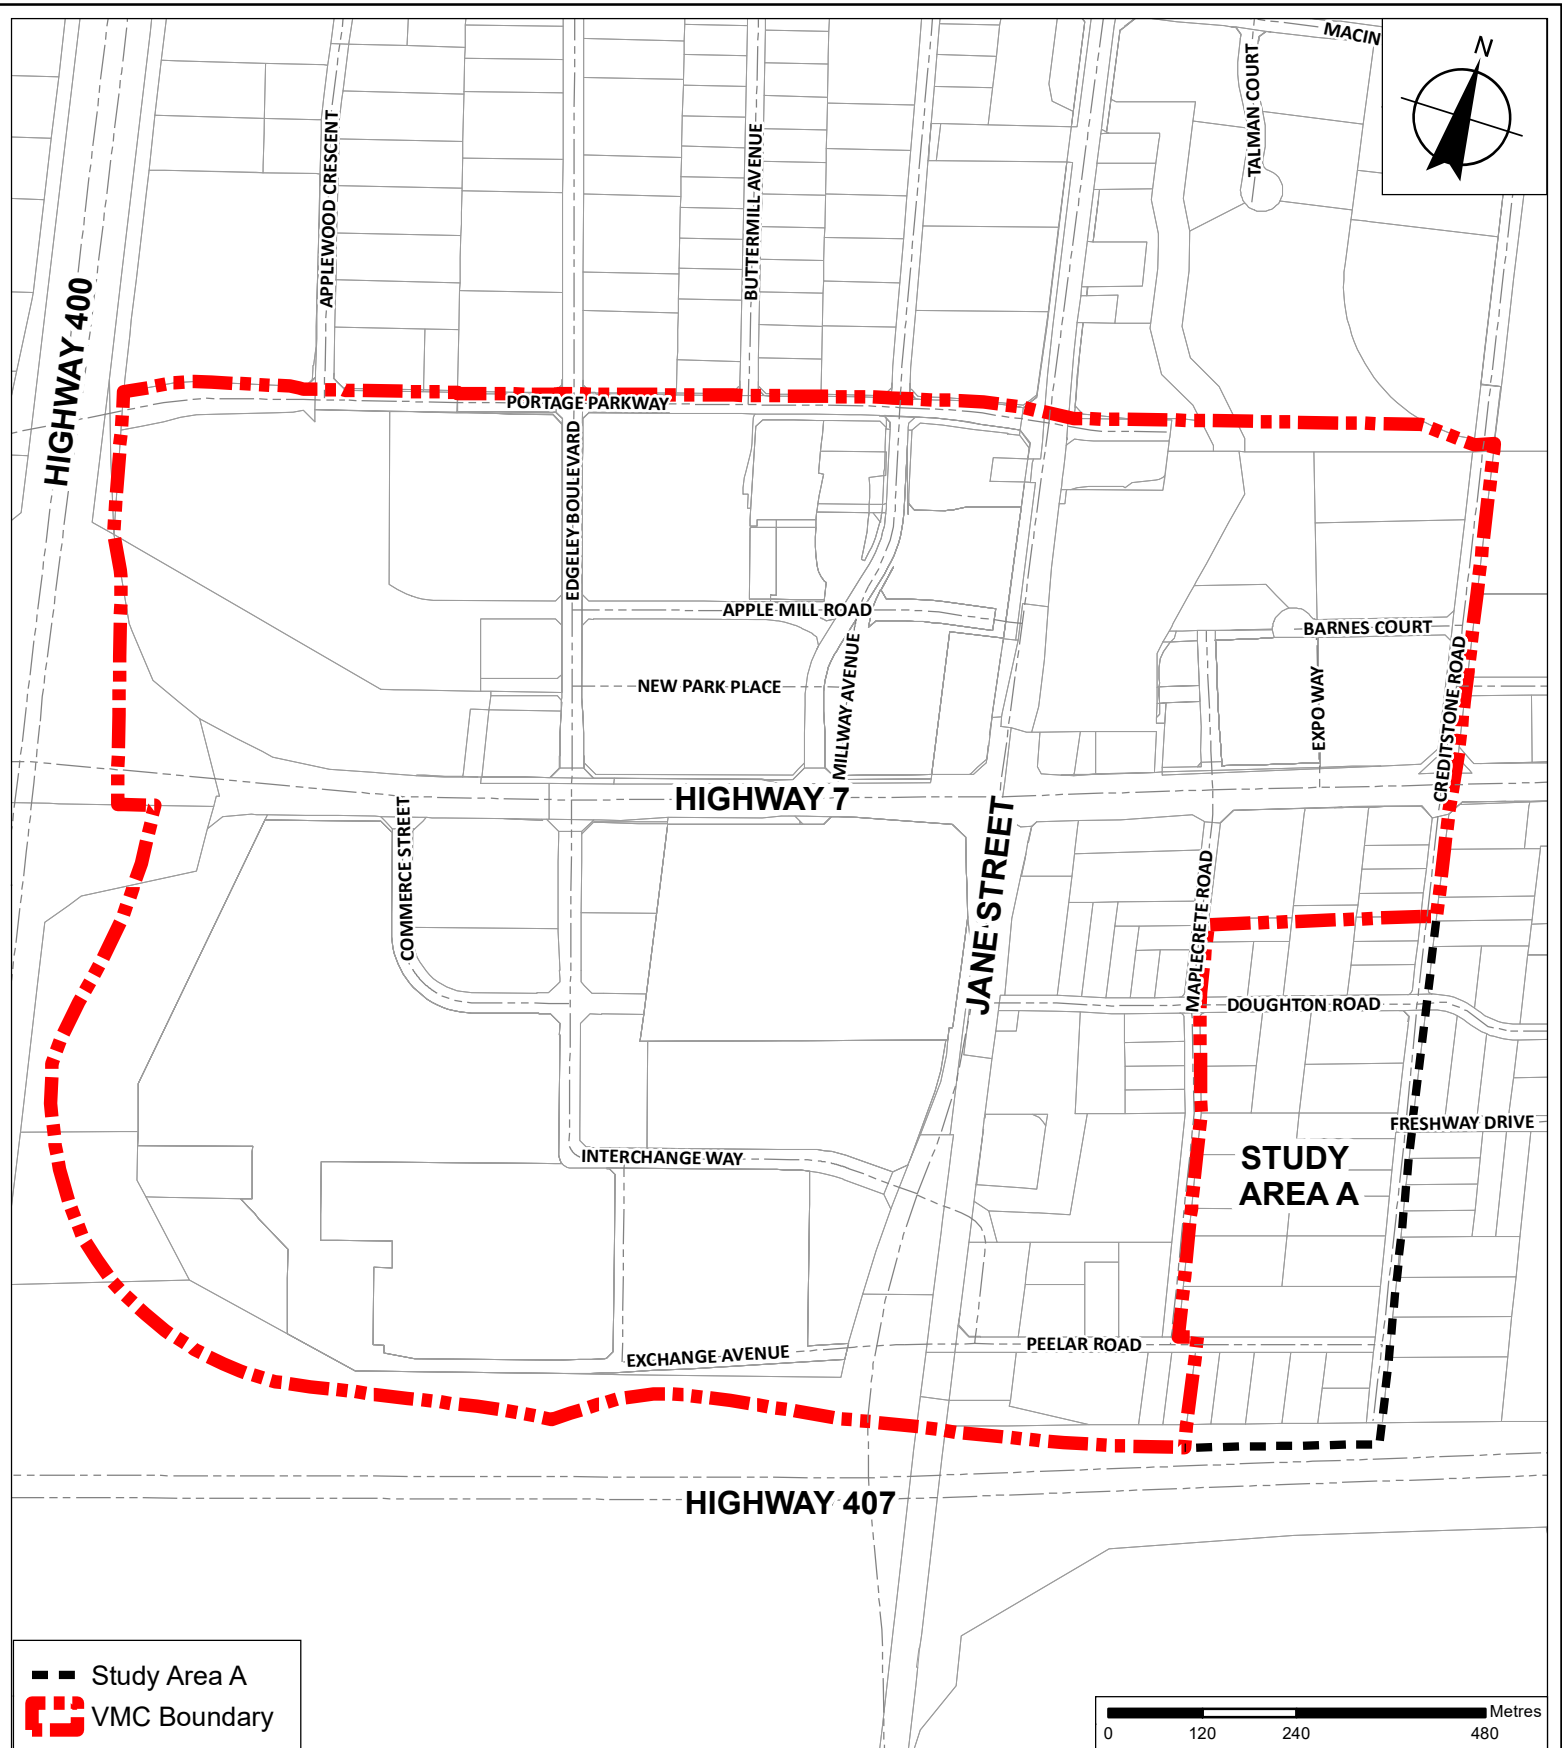 MACIN
N
TALMAN COURT
APPLEWOOD CRESCENT
BUTTERMILL AVENUE
HIGHWAY 400
PORTAGE PARKWAY
EDGELEY BOULEVARD
APPLE MILL ROAD
BARNES COURT
NEW PARK PLACE
MILLWAY AVENUE
EXPO WAY
CREDITSTONE ROAD
HIGHWAY 7
COMMERCE STREET
JANE STREET
MAPLECRETE ROAD
DOUGHTON ROAD
FRESHWAY DRIVE
INTERCHANGE WAY
STUDY
AREA A
PEELAR ROAD
EXCHANGE AVENUE
HIGHWAY 407
Study Area A
VMC Boundary
Metres
0 120 240 480